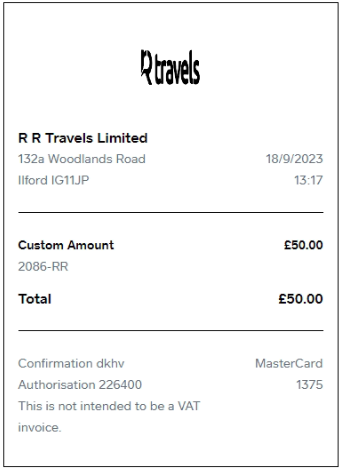 R travels
R R Travels Limited
132a Woodlands Road 18/9/2023
Ilford IG11JP 13:17
Custom Amount £50.00
2086-RR
Total £50.00
Confirmation dkhv MasterCard
Authorisation 226400 1375
This is not intended to be a VAT
invoice.